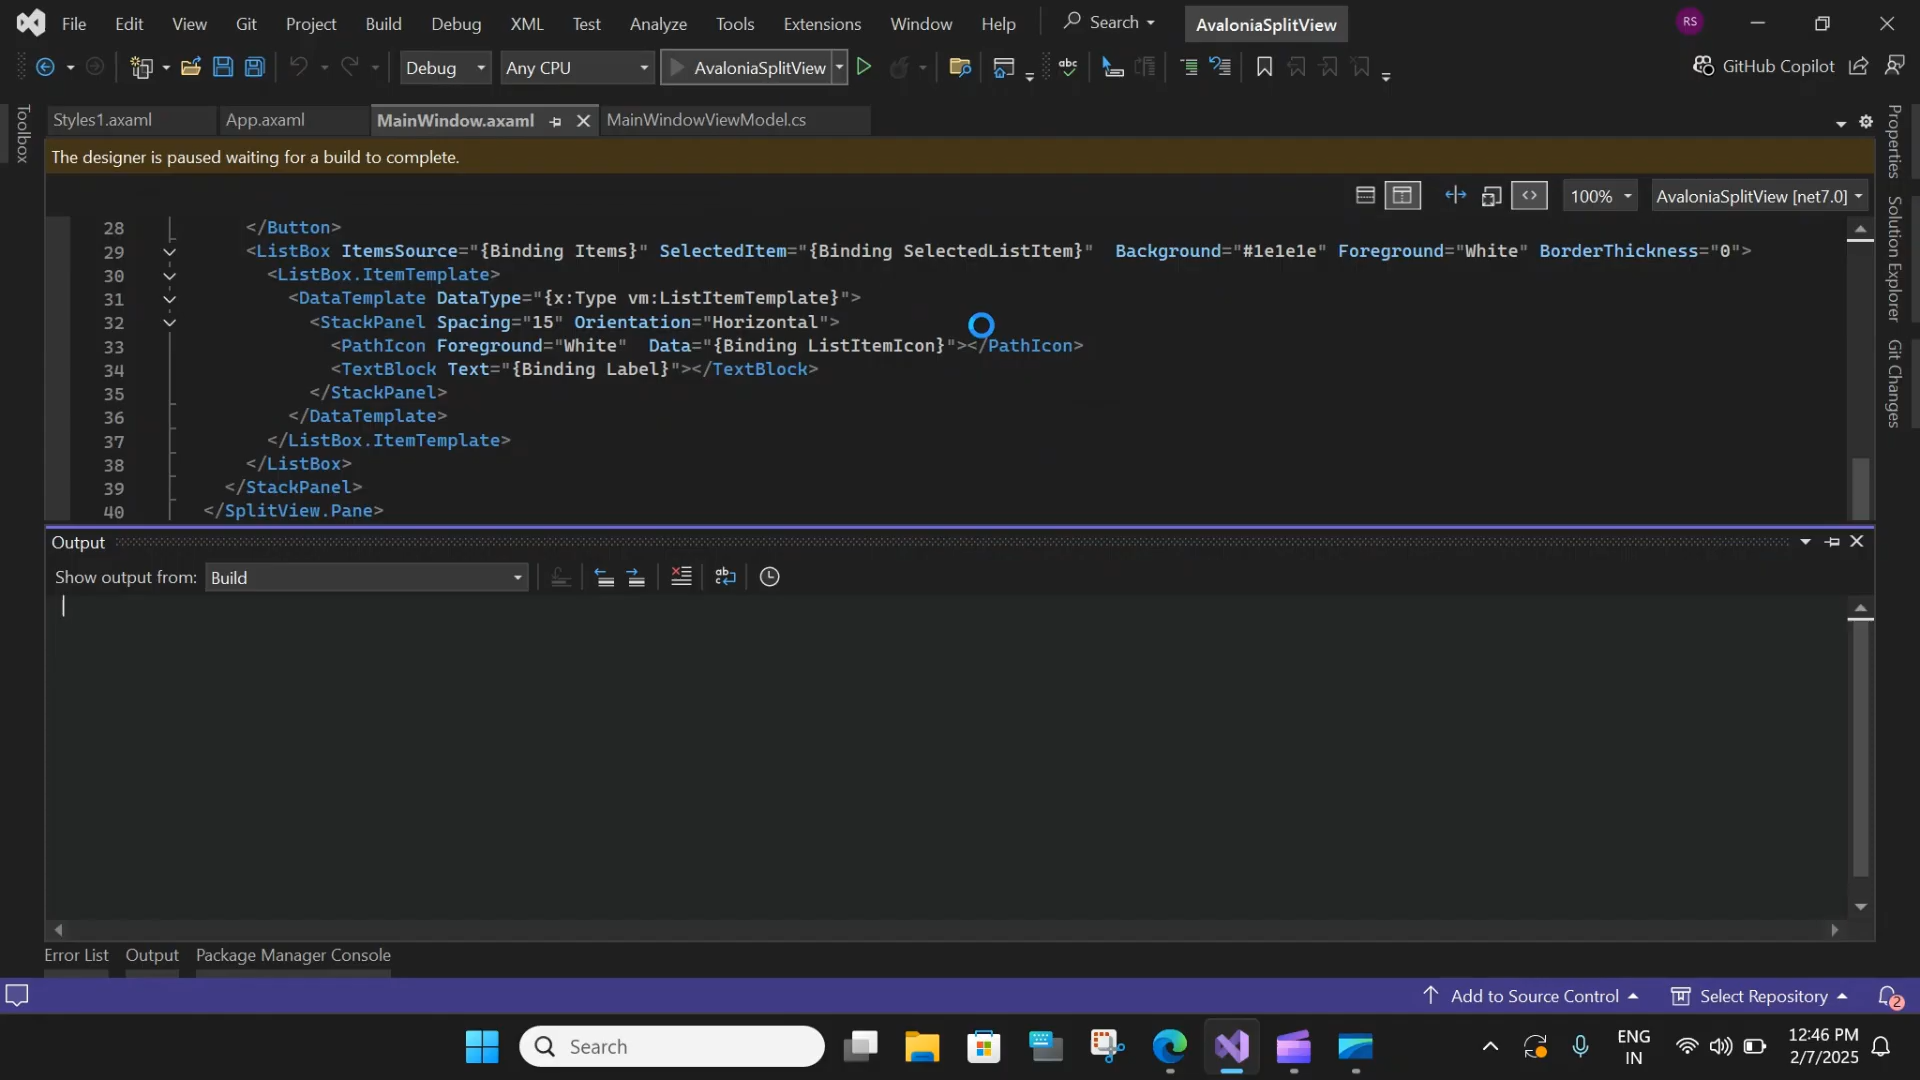 File Edit View Git Project Build Debug XML Test Analyze Tools Extensions Window Help Search AvaloniaSplitView RS
Debug Any CPU AvaloniaSplitView GitHub Copilot
Toolbox
Styles1.axaml App.axaml MainWindow.axaml MainWindowViewModel.cs
The designer is paused waiting for a build to complete.
100% AvaloniaSplitView [net7.0]
28 </Button>
29 <ListBox ItemsSource="{Binding Items}" SelectedItem="{Binding SelectedListItem}"  Background="#1e1e1e" Foreground="White" BorderThickness="0">
30 <ListBox.ItemTemplate>
31 <DataTemplate DataType="{x:Type vm:ListItemTemplate}">
32 <StackPanel Spacing="15" Orientation="Horizontal">
33 <PathIcon Foreground="White"  Data="{Binding ListItemIcon}"></PathIcon>
34 <TextBlock Text="{Binding Label}"></TextBlock>
35 </StackPanel>
36 </DataTemplate>
37 </ListBox.ItemTemplate>
38 </ListBox>
39 </StackPanel>
40 </SplitView.Pane>
Properties
Solution Explorer
Git Changes
Output
Show output from: Build
Error List Output Package Manager Console
Add to Source Control Select Repository 2
Search
ENG
IN
12:46 PM
2/7/2025